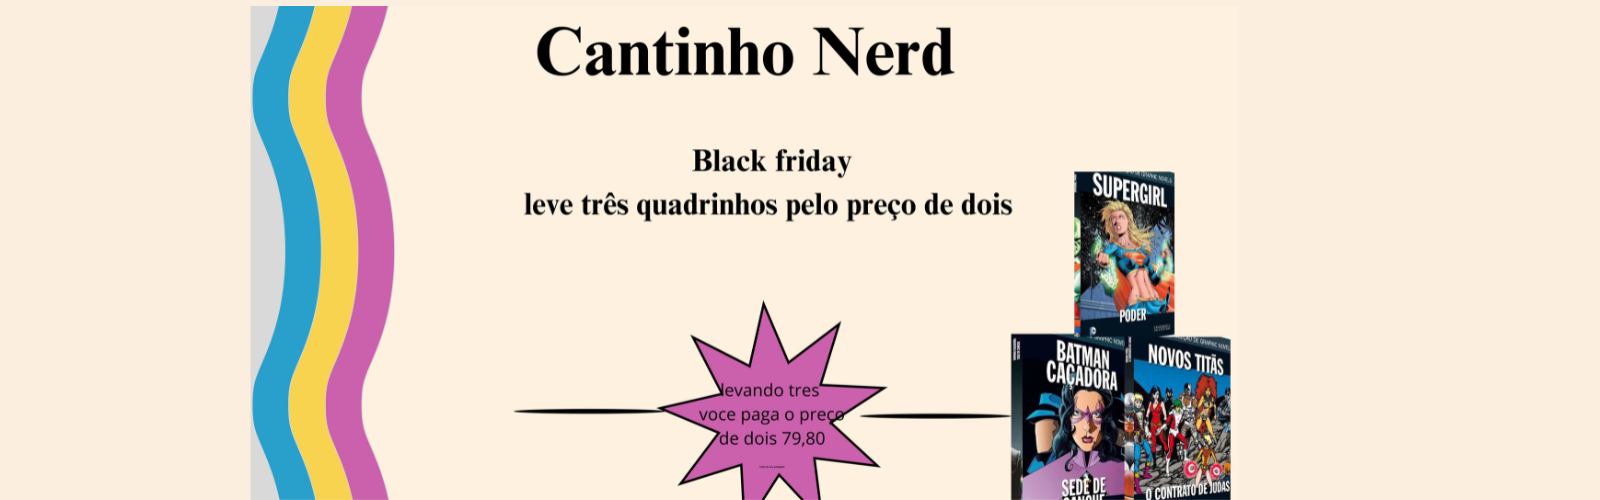 Cantinho Nerd
Black friday
leve três quadrinhos pelo preço de dois
SUPERGIRL
PODER
levando tres
voce paga o preço
de dois 79,80
BATMAN
CAÇADORA
SEDE DE
SANGUE
NOVOS TITÃS
O CONTRATO DE JUDAS